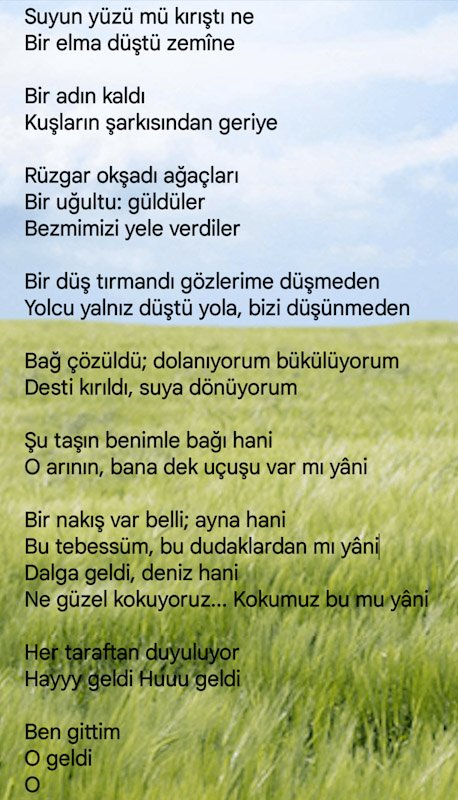 Suyun yüzü mü kırıştı ne
Bir elma düştü zemîne
Bir adın kaldı
Kuşların şarkısından geriye
Rüzgar okşadı ağaçları
Bir uğultu: güldüler
Bezmimizi yele verdiler
Bir düş tırmandı gözlerime düşmeden
Yolcu yalnız düştü yola, bizi düşünmeden
Bağ çözüldü; dolanıyorum bükülüyorum
Desti kırıldı, suya dönüyorum
Şu taşın benimle bağı hani
O arının, bana dek uçuşu var mı yâni
Bir nakış var belli; ayna hani
Bu tebessüm, bu dudaklardan mı yâni
Dalga geldi, deniz hani
Ne güzel kokuyoruz... Kokumuz bu mu yâni
Her taraftan duyuluyor
Hayyy geldi Huuu geldi
Ben gittim
O geldi
O